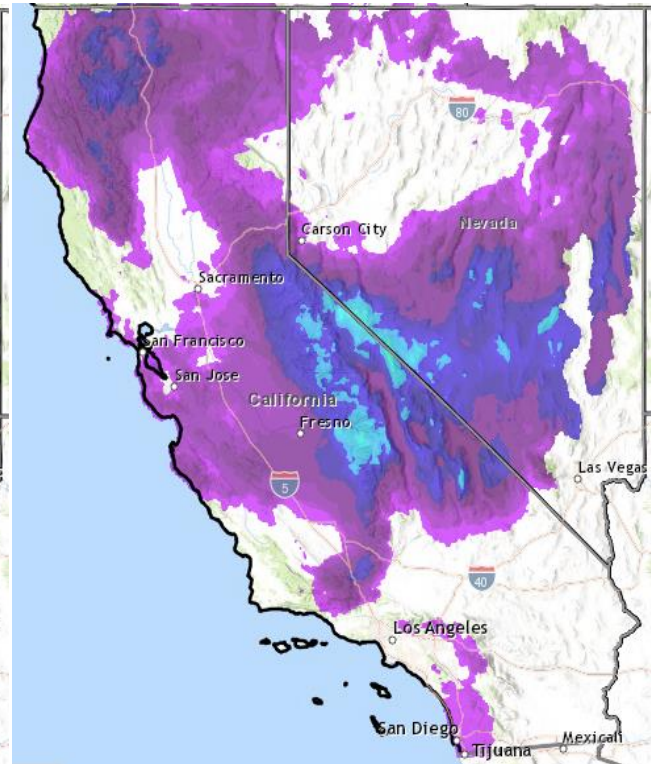 80
Carson City
Nevada
Sacramento
San Francisco
San Jose
California
Fresno
5
Las Vegas
40
Los Angeles
San Diego
Mexicali
Tijuana